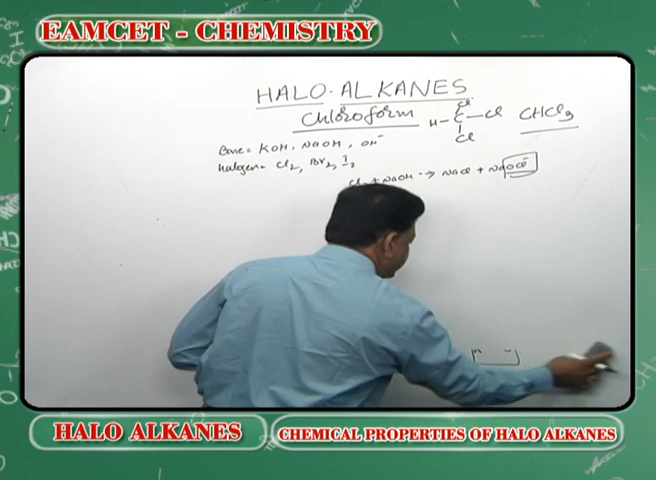 EAMCET - CHEMISTRY
HALO-ALKANES
Chloroform
Cl
H - C - Cl
Cl
CHCl3
Base = KOH, NaOH, OH-
Halogen = Cl2, Br2, I2
+ NaOH → NaCl + NaOCl
HALO ALKANES
CHEMICAL PROPERTIES OF HALO ALKANES